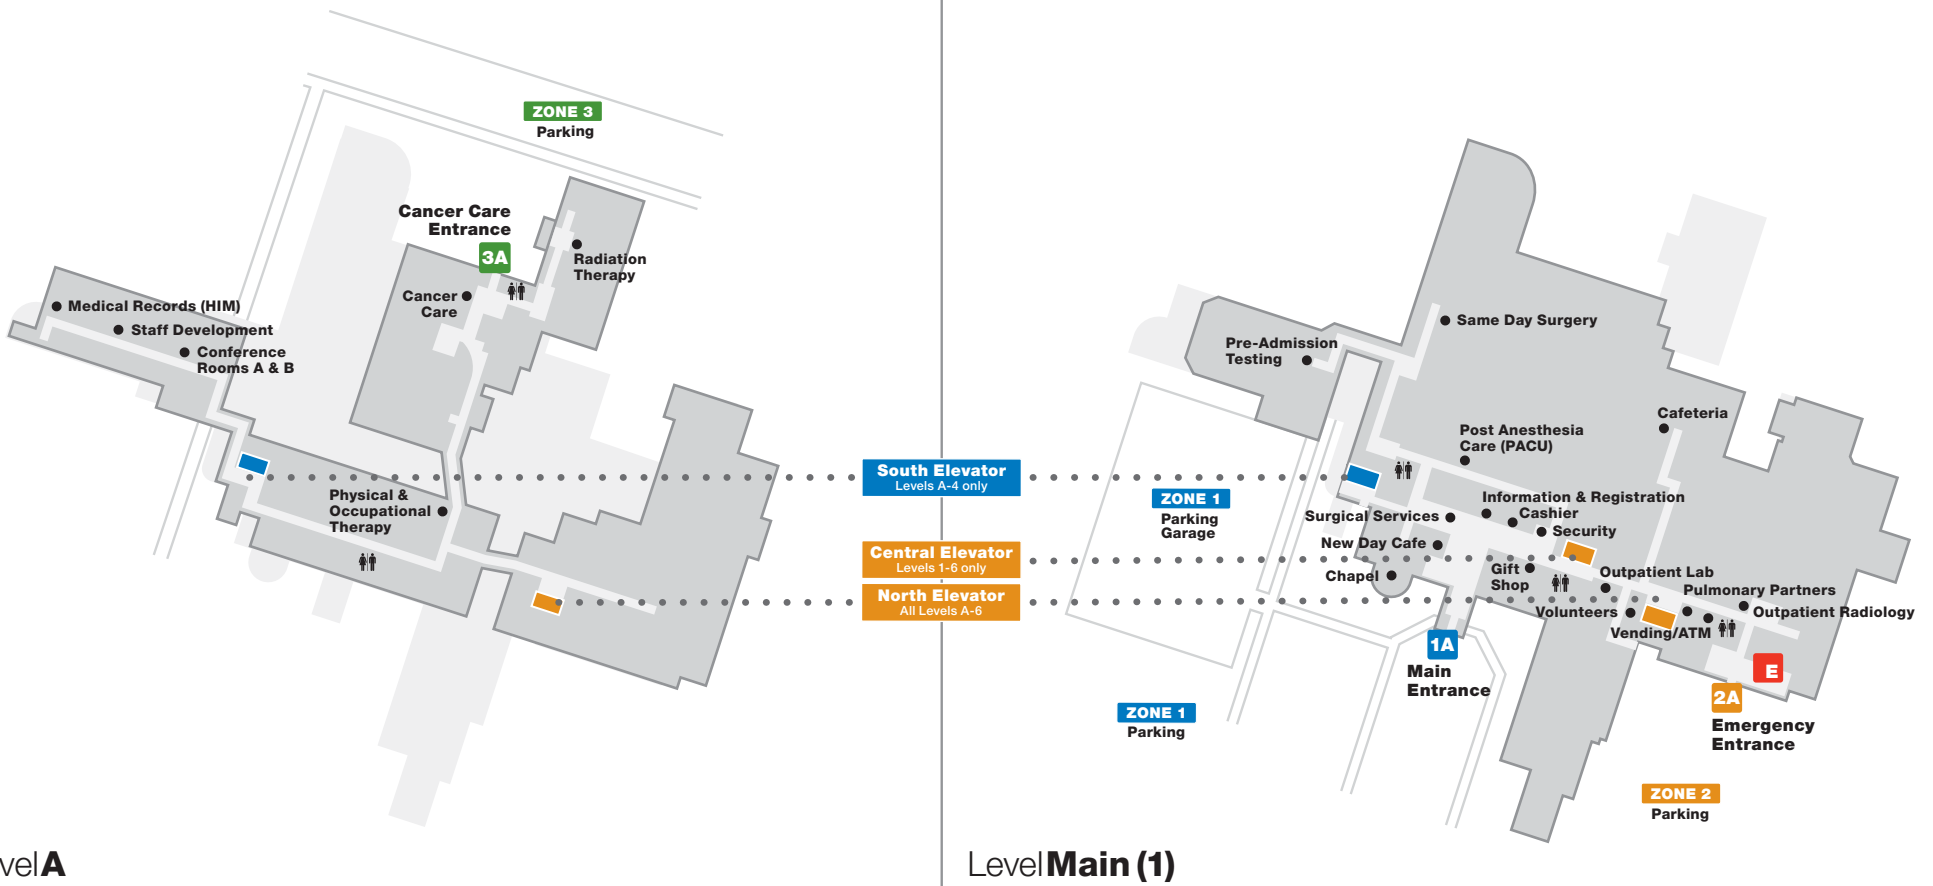 ZONE 3
Parking
Cancer Care
Entrance
3A
Radiation
Therapy
Cancer
Care
Medical Records (HIM)
Staff Development
Conference
Rooms A & B
Physical &
Occupational
Therapy
vel A
South Elevator
Levels A-4 only
Central Elevator
Levels 1-6 only
North Elevator
All Levels A-6
Same Day Surgery
Pre-Admission
Testing
Cafeteria
Post Anesthesia
Care (PACU)
ZONE 1
Parking
Garage
Information & Registration
Cashier
Security
Surgical Services
New Day Cafe
Chapel
Gift
Shop
Outpatient Lab
Pulmonary Partners
Volunteers
Outpatient Radiology
Vending/ATM
1A
Main
Entrance
E
2A
Emergency
Entrance
ZONE 1
Parking
ZONE 2
Parking
Level Main (1)